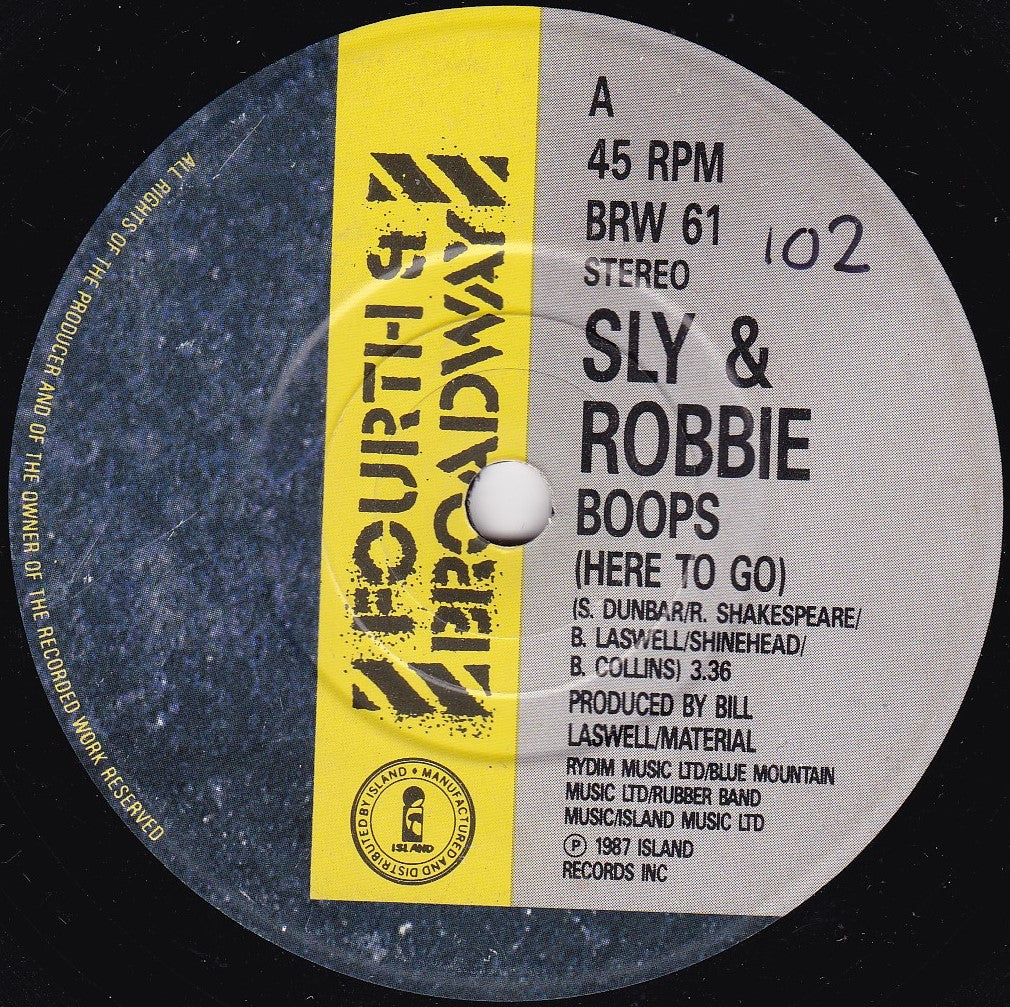 A
45 RPM
BRW 61
102
STEREO
SLY &
ROBBIE
BOOPS
(HERE TO GO)
(S. DUNBAR/R. SHAKESPEARE/
B. LASWELL/SHINEHEAD/
B. COLLINS) 3.36
PRODUCED BY BILL
LASWELL/MATERIAL
RYDIM MUSIC LTD/BLUE MOUNTAIN
MUSIC LTD/RUBBER BAND
MUSIC/ISLAND MUSIC LTD
Ⓟ 1987 ISLAND
RECORDS INC
FOURTH &
BROADWAY
MANUFACTURED AND DISTRIBUTED BY ISLAND
ISLAND
ALL RIGHTS OF THE PRODUCER AND OF THE OWNER OF THE RECORDED WORK RESERVED